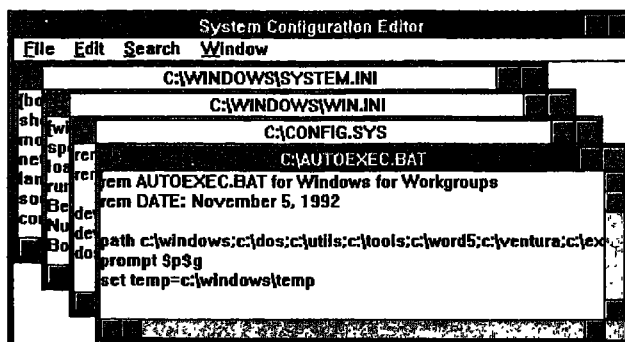 System Configuration Editor
File Edit Search Window
C:\WINDOWS\SYSTEM.INI
C:\WINDOWS\WIN.INI
C:\CONFIG.SYS
C:\AUTOEXEC.BAT
rem AUTOEXEC.BAT for Windows for Workgroups
rem DATE: November 5, 1992
path c:\windows;c:\dos;c:\utils;c:\tools;c:\word5;c:\ventura;c:\ex
prompt $p$g
set temp=c:\windows\temp